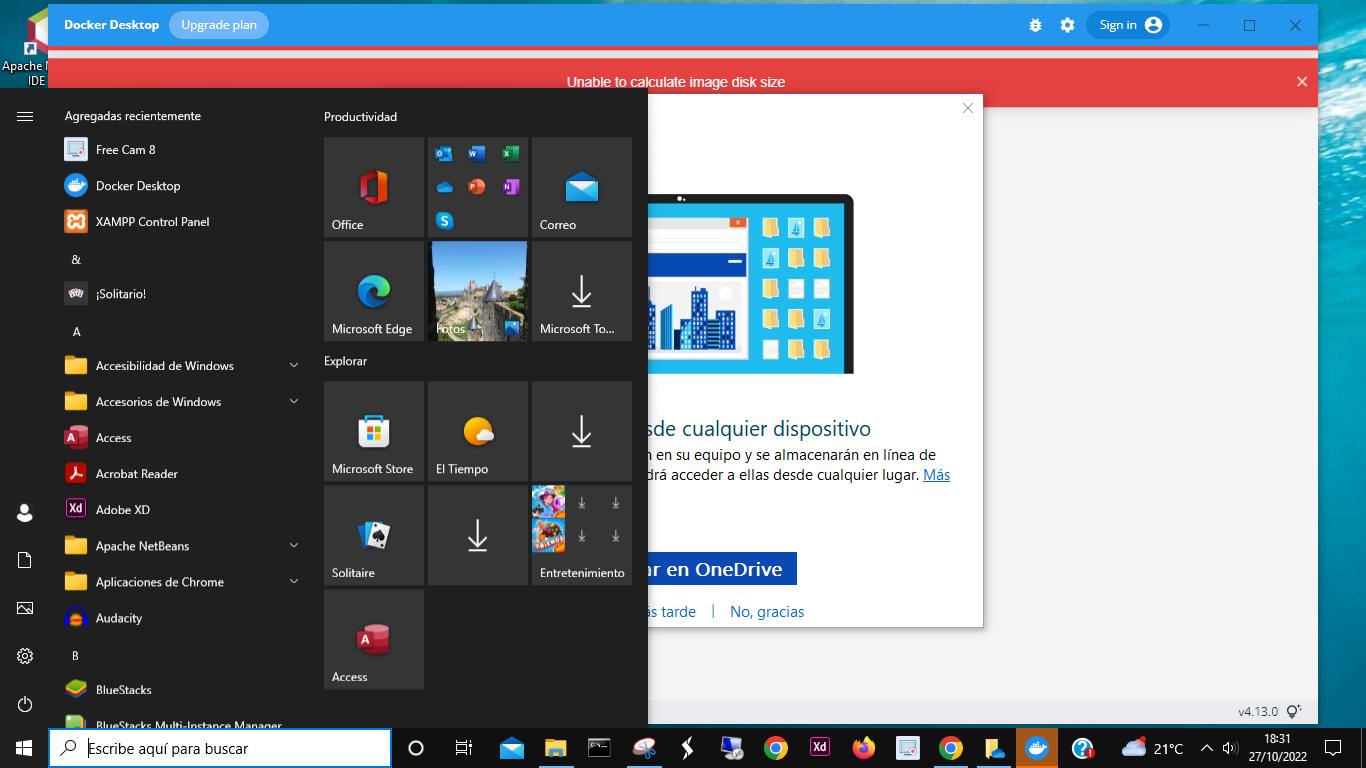 Docker Desktop
Upgrade plan
Sign in
Unable to calculate image disk size
IDE
Agregadas recientemente
Free Cam 8
Docker Desktop
XAMPP Control Panel
&
¡Solitario!
A
Accesibilidad de Windows
Accesorios de Windows
Access
Acrobat Reader
Xd
Adobe XD
Apache NetBeans
Aplicaciones de Chrome
Audacity
B
BlueStacks
BlueStacks Multi-Instance Manager
Productividad
Office
Correo
Microsoft Edge
Fotos
Microsoft To...
Explorar
Microsoft Store
El Tiempo
Solitaire
FRIENDS
Entretenimiento
Access
sde cualquier dispositivo
n en su equipo y se almacenarán en línea de
drá acceder a ellas desde cualquier lugar. Más
ar en OneDrive
ás tarde | No, gracias
v4.13.0
Escribe aquí para buscar
Xd
21°C
18:31
27/10/2022